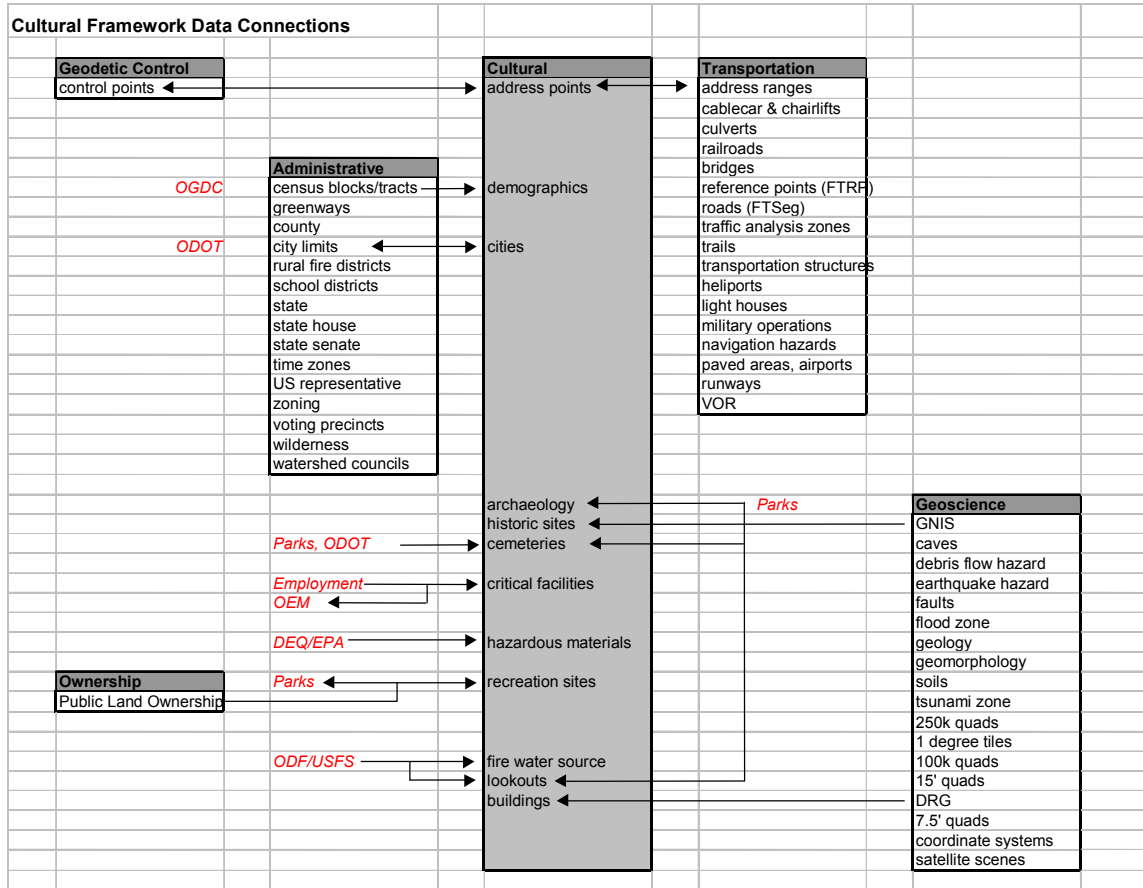 Cultural Framework Data Connections
Geodetic Control
control points
Cultural
address points
demographics
cities
archaeology
historic sites
cemeteries
critical facilities
hazardous materials
recreation sites
fire water source
lookouts
buildings
Transportation
address ranges
cablecar & chairlifts
culverts
railroads
bridges
reference points (FTRP)
roads (FTSeg)
traffic analysis zones
trails
transportation structures
heliports
light houses
military operations
navigation hazards
paved areas, airports
runways
VOR
Administrative
census blocks/tracts
greenways
county
city limits
rural fire districts
school districts
state
state house
state senate
time zones
US representative
zoning
voting precincts
wilderness
watershed councils
OGDC
ODOT
Parks, ODOT
Employment
OEM
DEQ/EPA
Parks
ODF/USFS
Ownership
Public Land Ownership
Parks
Geoscience
GNIS
caves
debris flow hazard
earthquake hazard
faults
flood zone
geology
geomorphology
soils
tsunami zone
250k quads
1 degree tiles
100k quads
15' quads
DRG
7.5' quads
coordinate systems
satellite scenes